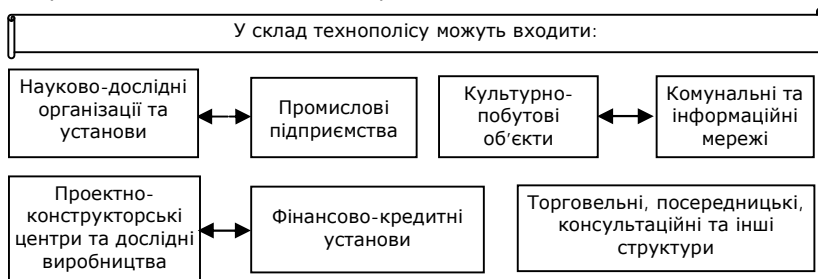 У склад технополісу можуть входити:
Науково-дослідні
організації та
установи
Промислові
підприємства
Культурно-
побутові
об’єкти
Комунальні та
інформаційні
мережі
Проектно-
конструкторські
центри та дослідні
виробництва
Фінансово-кредитні
установи
Торговельні, посередницькі,
консультаційні та інші
структури